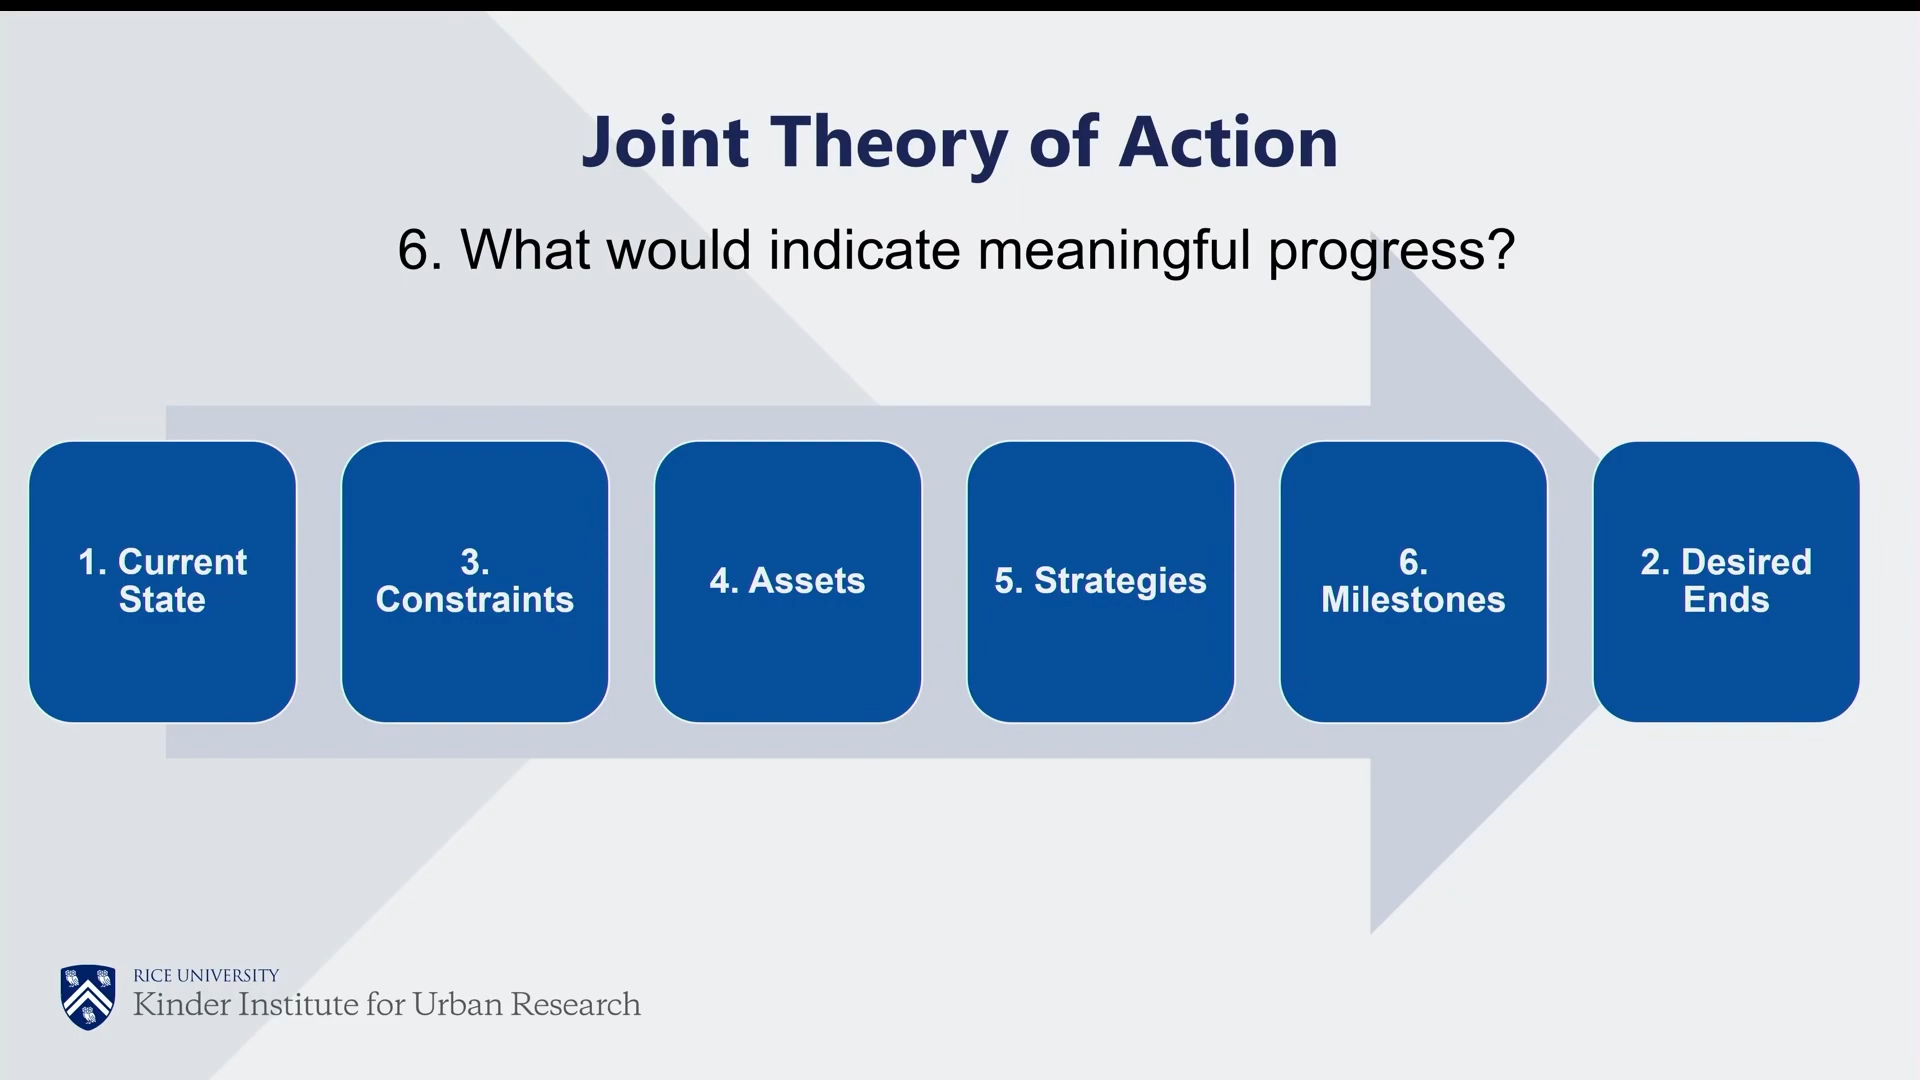 Joint Theory of Action
6. What would indicate meaningful progress?
1. Current
State
3.
Constraints
4. Assets
5. Strategies
6.
Milestones
2. Desired
Ends
RICE UNIVERSITY
Kinder Institute for Urban Research